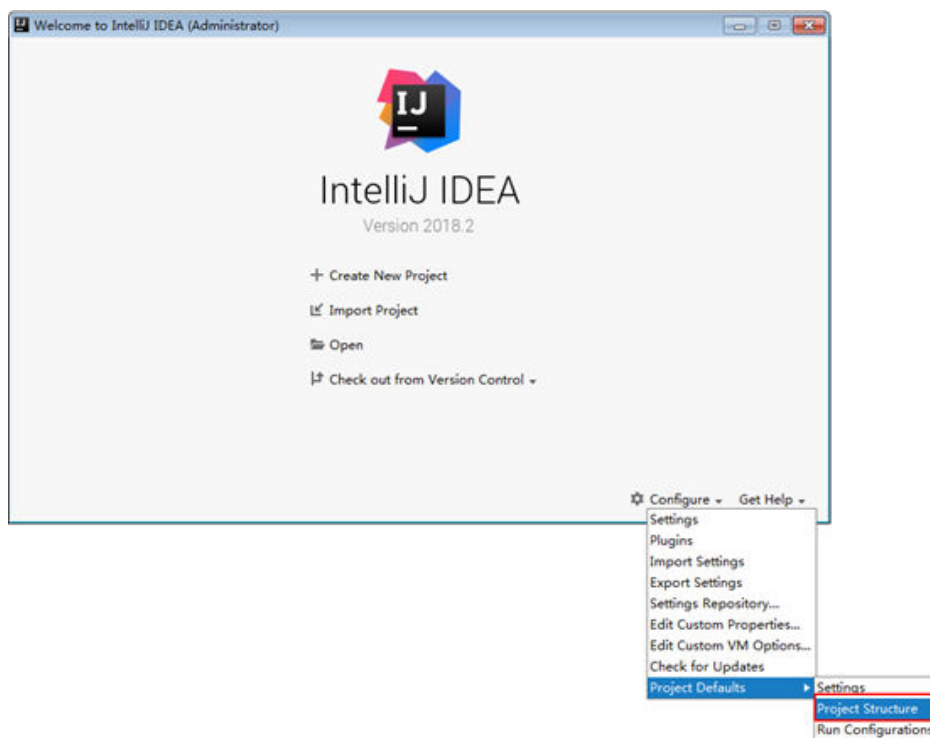 Welcome to IntelliJ IDEA (Administrator)
IJ
IntelliJ IDEA
Version 2018.2
Create New Project
Import Project
Open
Check out from Version Control
Configure Get Help
Settings
Plugins
Import Settings
Export Settings
Settings Repository...
Edit Custom Properties...
Edit Custom VM Options...
Check for Updates
Project Defaults Settings
Project Structure
Run Configurations